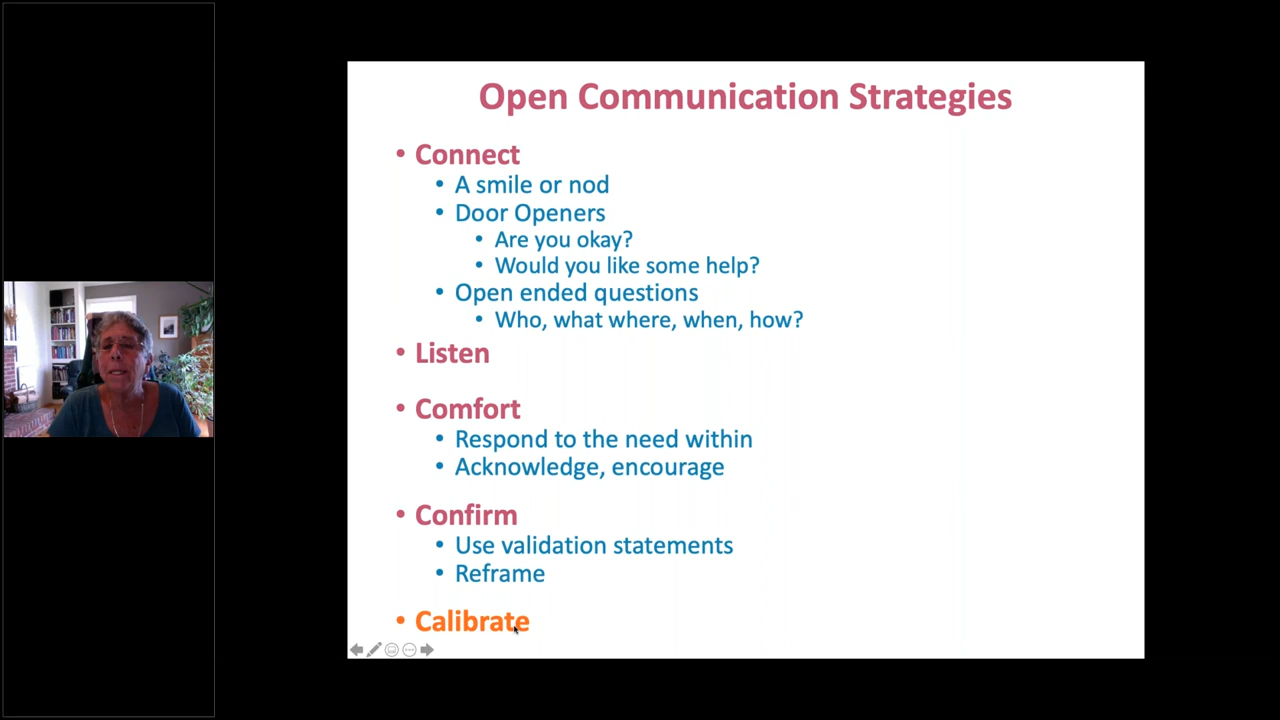 Open Communication Strategies
• Connect
• A smile or nod
• Door Openers
• Are you okay?
• Would you like some help?
• Open ended questions
• Who, what where, when, how?
• Listen
• Comfort
• Respond to the need within
• Acknowledge, encourage
• Confirm
• Use validation statements
• Reframe
• Calibrate